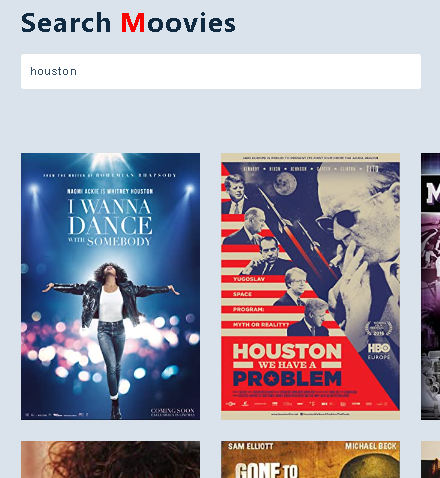 Search Moovies
houston
FROM THE WRITER OF BOHEMIAN RHAPSODY
NAOMI ACKIE IS WHITNEY HOUSTON
I WANNA
DANCE
WITH SOMEBODY
COMING SOON
KENNEDY • NIXON • JOHNSON • CARTER • CLINTON • TITO
YUGOSLAV
SPACE
PROGRAM:
MYTH OR REALITY?
2016
HBO
EUROPE
HOUSTON
WE HAVE A
PROBLEM
M
SAM ELLIOTT
MICHAEL BECK
GONE TO